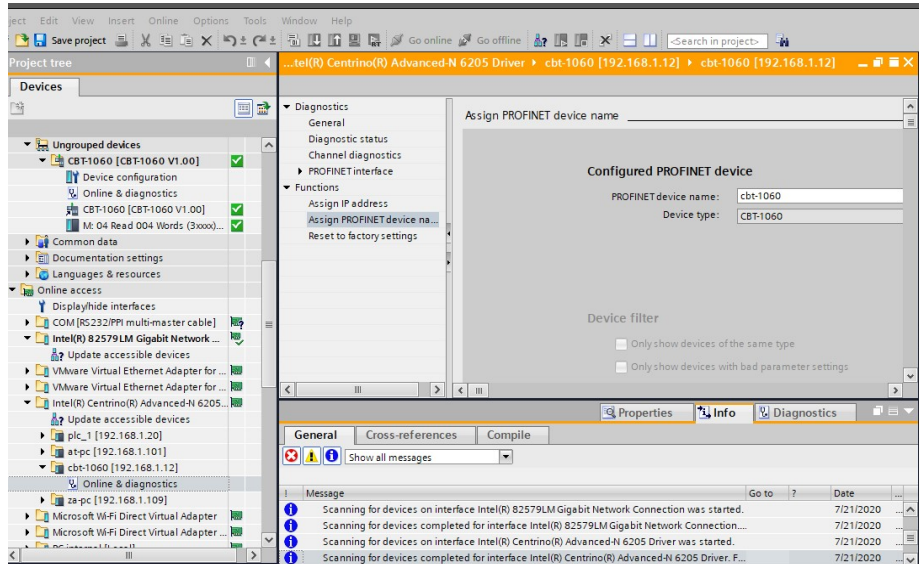 ject Edit View Insert Online Options Tools Window Help
Save project Go online Go offline <Search in project>
Project tree
...tel(R) Centrino(R) Advanced-N 6205 Driver cbt-1060 [192.168.1.12] cbt-1060 [192.168.1.12]
Devices
Ungrouped devices
CBT-1060 [CBT-1060 V1.00]
Device configuration
Online & diagnostics
CBT-1060 [CBT-1060 V1.00]
M: 04 Read 004 Words (3xxxx)...
Common data
Documentation settings
Languages & resources
Online access
Display/hide interfaces
COM [RS232/PPI multi-master cable]
Intel(R) 82579LM Gigabit Network ...
Update accessible devices
VMware Virtual Ethernet Adapter for ...
VMware Virtual Ethernet Adapter for ...
Intel(R) Centrino(R) Advanced-N 6205...
Update accessible devices
plc_1 [192.168.1.20]
at-pc [192.168.1.101]
cbt-1060 [192.168.1.12]
Online & diagnostics
za-pc [192.168.1.109]
Microsoft Wi-Fi Direct Virtual Adapter
Microsoft Wi-Fi Direct Virtual Adapter ...
PC internal [Local]
Diagnostics
General
Diagnostic status
Channel diagnostics
PROFINET interface
Functions
Assign IP address
Assign PROFINET device na...
Reset to factory settings
Assign PROFINET device name
Configured PROFINET device
PROFINET device name: cbt-1060
Device type: CBT-1060
Device filter
Only show devices of the same type
Only show devices with bad parameter settings
Properties Info Diagnostics
General Cross-references Compile
Show all messages
! Message Go to ? Date ...
Scanning for devices on interface Intel(R) 82579LM Gigabit Network Connection was started. 7/21/2020 ...
Scanning for devices completed for interface Intel(R) 82579LM Gigabit Network Connection.... 7/21/2020 ...
Scanning for devices on interface Intel(R) Centrino(R) Advanced-N 6205 Driver was started. 7/21/2020 ...
Scanning for devices completed for interface Intel(R) Centrino(R) Advanced-N 6205 Driver. F... 7/21/2020 ...